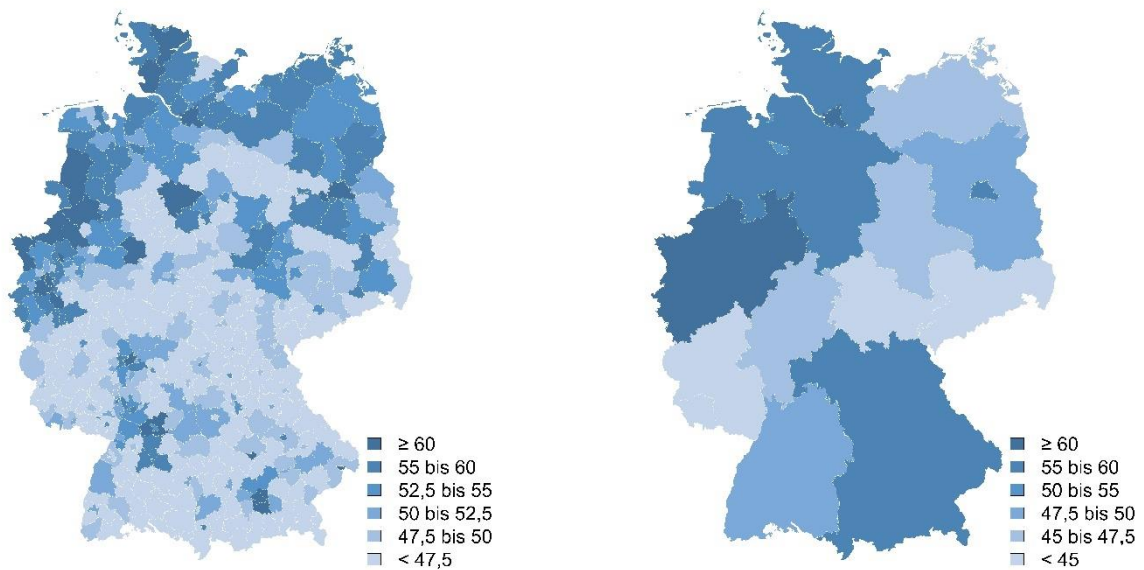 ≥ 60
55 bis 60
52,5 bis 55
50 bis 52,5
47,5 bis 50
< 47,5
≥ 60
55 bis 60
50 bis 55
47,5 bis 50
45 bis 47,5
< 45